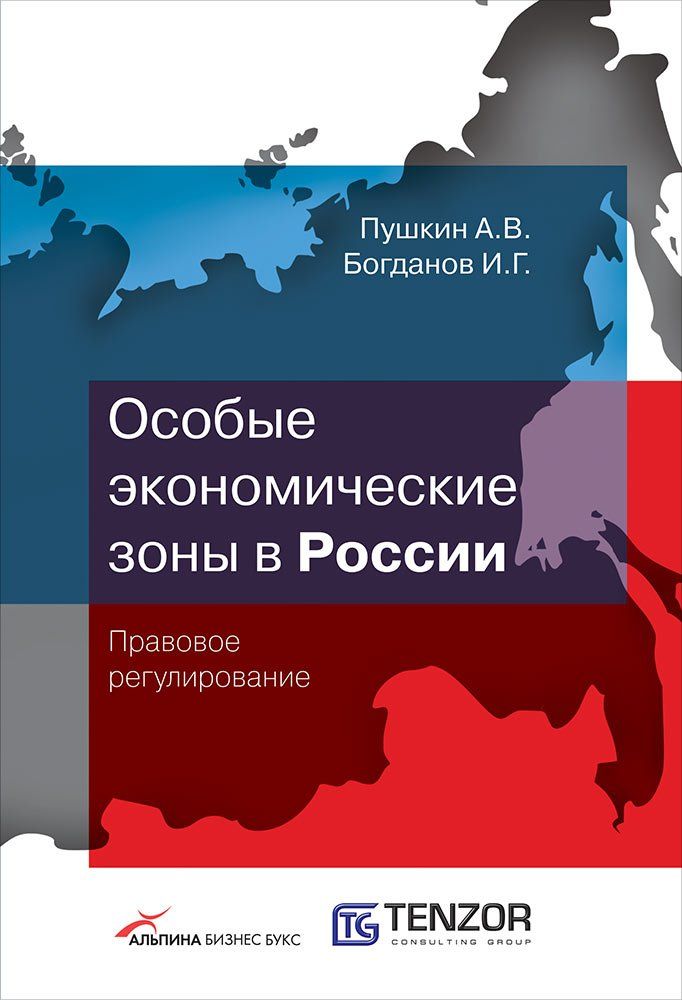 Пушкин А.В.
Богданов И.Г.
Особые
экономические
зоны в России
Правовое
регулирование
АЛЬПИНА БИЗНЕС БУКС
TG TENZOR
CONSULTING GROUP